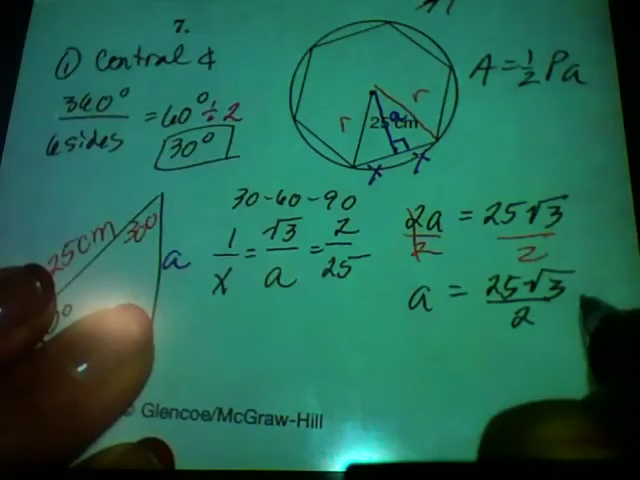 7.
① Central ∡
360° / 6 sides = 60° ÷ 2
30°
A = ½ Pa
r
r
25 cm
a
x
x
25cm
30°
a
30-60-90
1/x = √3/a = 2/25
2a/2 = 25√3/2
a = 25√3/2
Glencoe/McGraw-Hill